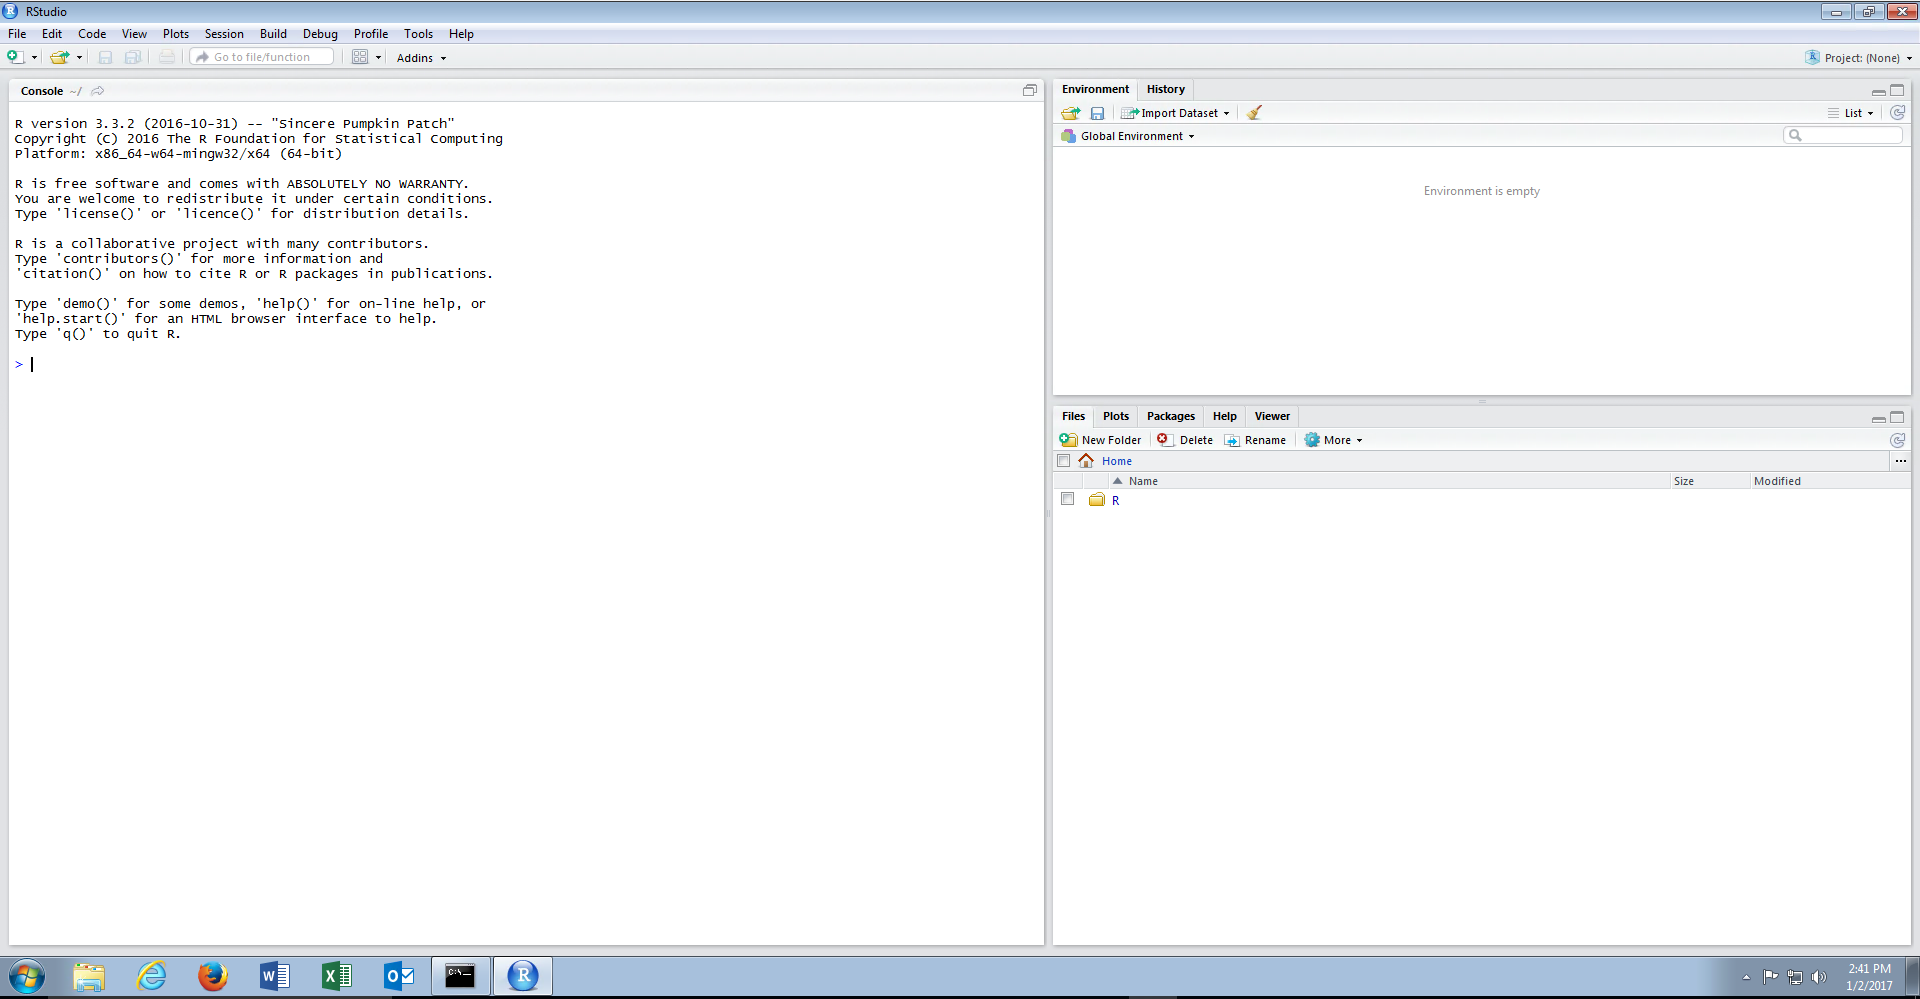 RStudio
File Edit Code View Plots Session Build Debug Profile Tools Help
Go to file/function Addins Project: (None)
Console ~/
R version 3.3.2 (2016-10-31) -- "Sincere Pumpkin Patch"
Copyright (C) 2016 The R Foundation for Statistical Computing
Platform: x86_64-w64-mingw32/x64 (64-bit)
R is free software and comes with ABSOLUTELY NO WARRANTY.
You are welcome to redistribute it under certain conditions.
Type 'license()' or 'licence()' for distribution details.
R is a collaborative project with many contributors.
Type 'contributors()' for more information and
'citation()' on how to cite R or R packages in publications.
Type 'demo()' for some demos, 'help()' for on-line help, or
'help.start()' for an HTML browser interface to help.
Type 'q()' to quit R.
>
Environment History
Import Dataset List
Global Environment
Environment is empty
Files Plots Packages Help Viewer
New Folder Delete Rename More
Home ...
Name Size Modified
R
2:41 PM
1/2/2017